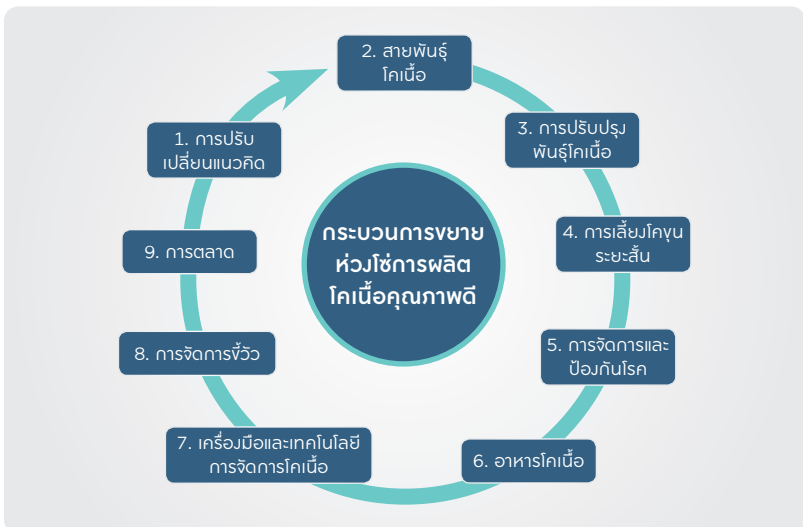 กระบวนการขยาย
ห่วงโซ่การผลิต
โคเนื้อคุณภาพดี
1. การปรับ
เปลี่ยนแนวคิด
2. สายพันธุ์
โคเนื้อ
3. การปรับปรุง
พันธุ์โคเนื้อ
4. การเลี้ยงโคขุน
ระยะสั้น
5. การจัดการและ
ป้องกันโรค
6. อาหารโคเนื้อ
7. เครื่องมือและเทคโนโลยี
การจัดการโคเนื้อ
8. การจัดการขี้วัว
9. การตลาด